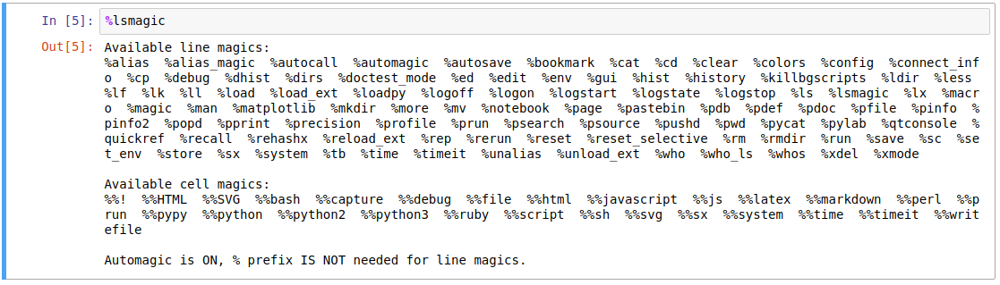 In [5]: %lsmagic
Out[5]: Available line magics:
%alias  %alias_magic  %autocall  %automagic  %autosave  %bookmark  %cat  %cd  %clear  %colors  %config  %connect_inf
o  %cp  %debug  %dhist  %dirs  %doctest_mode  %ed  %edit  %env  %gui  %hist  %history  %killbgscripts  %ldir  %less
%lf  %lk  %ll  %load  %load_ext  %loadpy  %logoff  %logon  %logstart  %logstate  %logstop  %ls  %lsmagic  %lx  %macr
o  %magic  %man  %matplotlib  %mkdir  %more  %mv  %notebook  %page  %pastebin  %pdb  %pdef  %pdoc  %pfile  %pinfo  %
pinfo2  %popd  %pprint  %precision  %profile  %prun  %psearch  %psource  %pushd  %pwd  %pycat  %pylab  %qtconsole  %
quickref  %recall  %rehashx  %reload_ext  %rep  %rerun  %reset  %reset_selective  %rm  %rmdir  %run  %save  %sc  %se
t_env  %store  %sx  %system  %tb  %time  %timeit  %unalias  %unload_ext  %who  %who_ls  %whos  %xdel  %xmode
Available cell magics:
%%!  %%HTML  %%SVG  %%bash  %%capture  %%debug  %%file  %%html  %%javascript  %%js  %%latex  %%markdown  %%perl  %%p
run  %%pypy  %%python  %%python2  %%python3  %%ruby  %%script  %%sh  %%svg  %%sx  %%system  %%time  %%timeit  %%writ
efile
Automagic is ON, % prefix IS NOT needed for line magics.